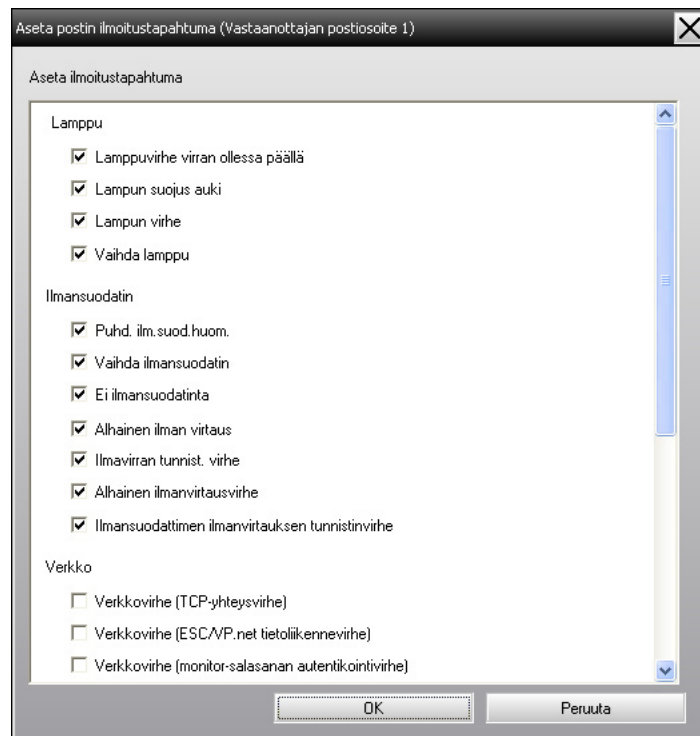 Aseta postin ilmoitustapahtuma (Vastaanottajan postiosoite 1)
Aseta ilmoitustapahtuma
Lamppu
Lamppuvirhe virran ollessa päällä
Lampun suojus auki
Lampun virhe
Vaihda lamppu
Ilmansuodatin
Puhd. ilm.suod.huom.
Vaihda ilmansuodatin
Ei ilmansuodatinta
Alhainen ilman virtaus
Ilmavirran tunnist. virhe
Alhainen ilmanvirtausvirhe
Ilmansuodattimen ilmanvirtauksen tunnistinvirhe
Verkko
Verkkovirhe (TCP-yhteysvirhe)
Verkkovirhe (ESC/VP.net tietoliikennevirhe)
Verkkovirhe (monitor-salasanan autentikointivirhe)
OK
Peruuta